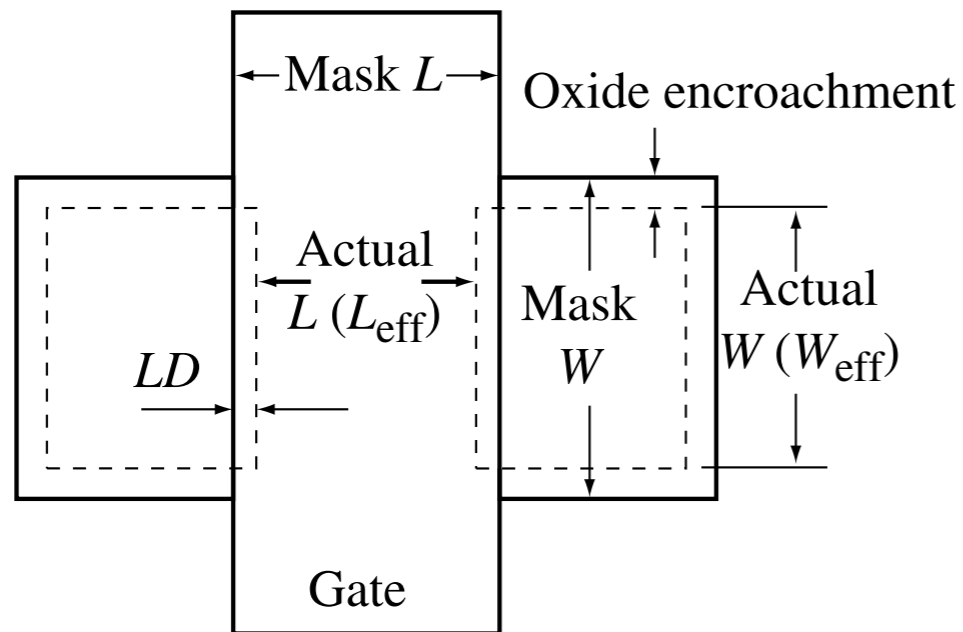 Mask L
Oxide encroachment
Actual
L (Leff)
Mask
W
Actual
W (Weff)
LD
Gate